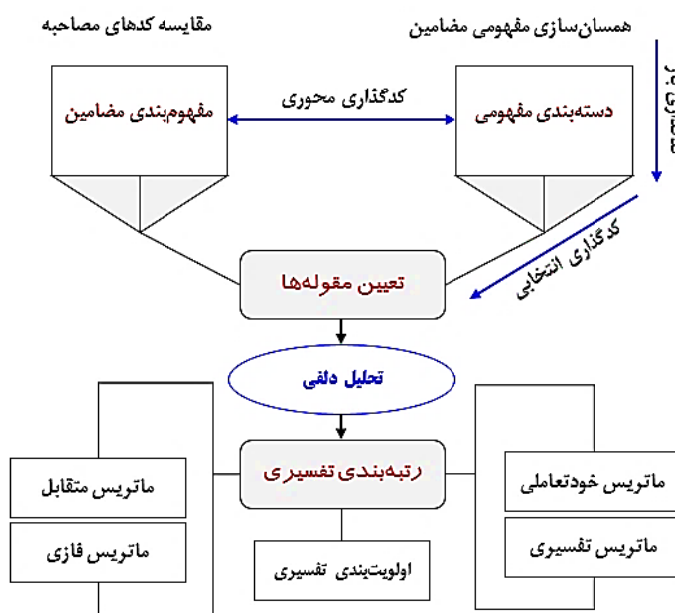 همسان‌سازی مفهومی مضامین
مقایسه کدهای مصاحبه
دسته‌بندی مفهومی
کدگذاری محوری
مفهوم‌بندی مضامین
کدگذاری انتخابی
تعیین مقوله‌ها
تحلیل دلفی
رتبه‌بندی تفسیری
ماتریس خودتعاملی
ماتریس متقابل
ماتریس تفسیری
ماتریس فازی
اولویت‌بندی تفسیری